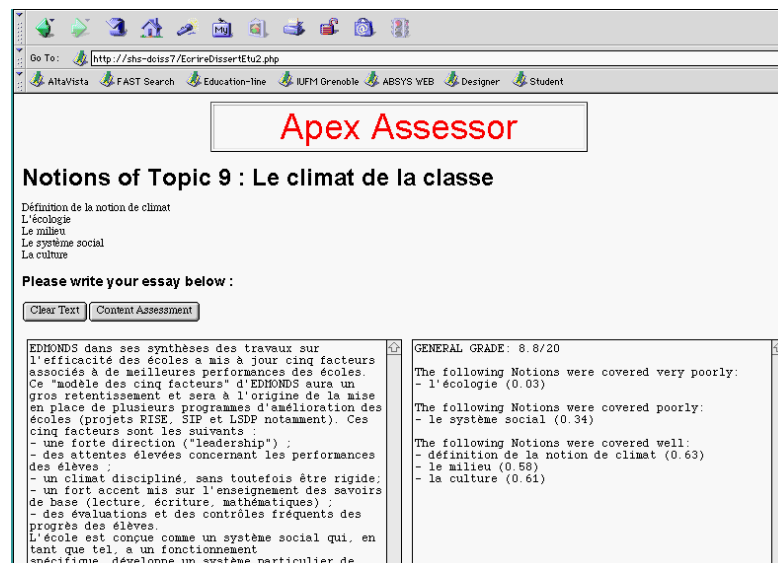 My
Go To: http://shs-dciss7/EcrireDissertEtu2.php
AltaVista FAST Search Education-line IUFM Grenoble ABSYS WEB Designer Student
Apex Assessor
Notions of Topic 9 : Le climat de la classe
Définition de la notion de climat
L'écologie
Le milieu
Le système social
La culture
Please write your essay below :
Clear Text Content Assessment
EDMONDS dans ses synthèses des travaux sur
l'efficacité des écoles a mis à jour cinq facteurs
associés à de meilleures performances des écoles.
Ce "modèle des cinq facteurs" d'EDMONDS aura un
gros retentissement et sera à l'origine de la mise
en place de plusieurs programmes d'amélioration des
écoles (projets RISE, SIP et LSDP notamment). Ces
cinq facteurs sont les suivants :
- une forte direction ("leadership") ;
- des attentes élevées concernant les performances
des élèves ;
- un climat discipliné, sans toutefois être rigide;
- un fort accent mis sur l'enseignement des savoirs
de base (lecture, écriture, mathématiques) ;
- des évaluations et des contrôles fréquents des
progrès des élèves.
L'école est conçue comme un système social qui, en
tant que tel, a un fonctionnement
spécifique, développe un système particulier de
GENERAL GRADE: 8.8/20
The following Notions were covered very poorly:
- l'écologie (0.03)
The following Notions were covered poorly:
- le système social (0.34)
The following Notions were covered well:
- définition de la notion de climat (0.63)
- le milieu (0.58)
- la culture (0.61)